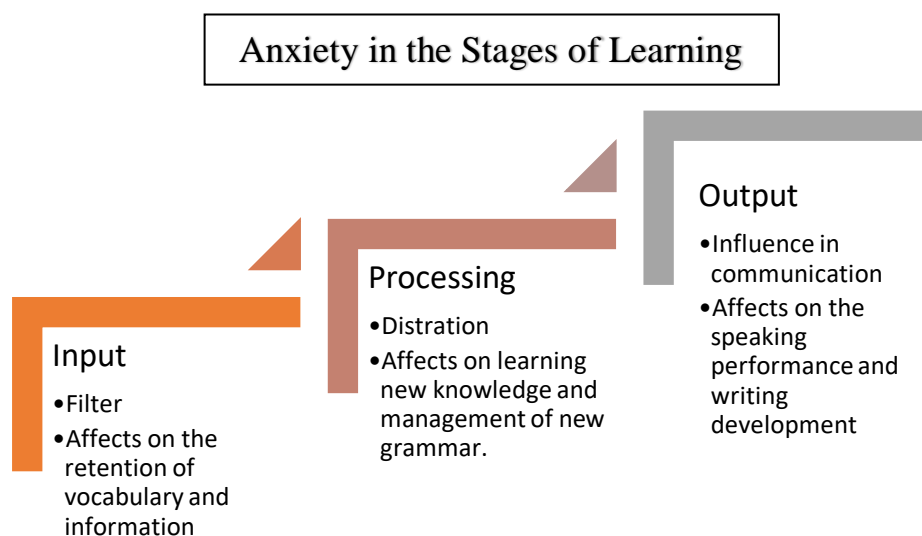 Anxiety in the Stages of Learning
Input
•Filter
•Affects on the
retention of
vocabulary and
information
Processing
•Distration
•Affects on learning
new knowledge and
management of new
grammar.
Output
•Influence in
communication
•Affects on the
speaking
performance and
writing
development